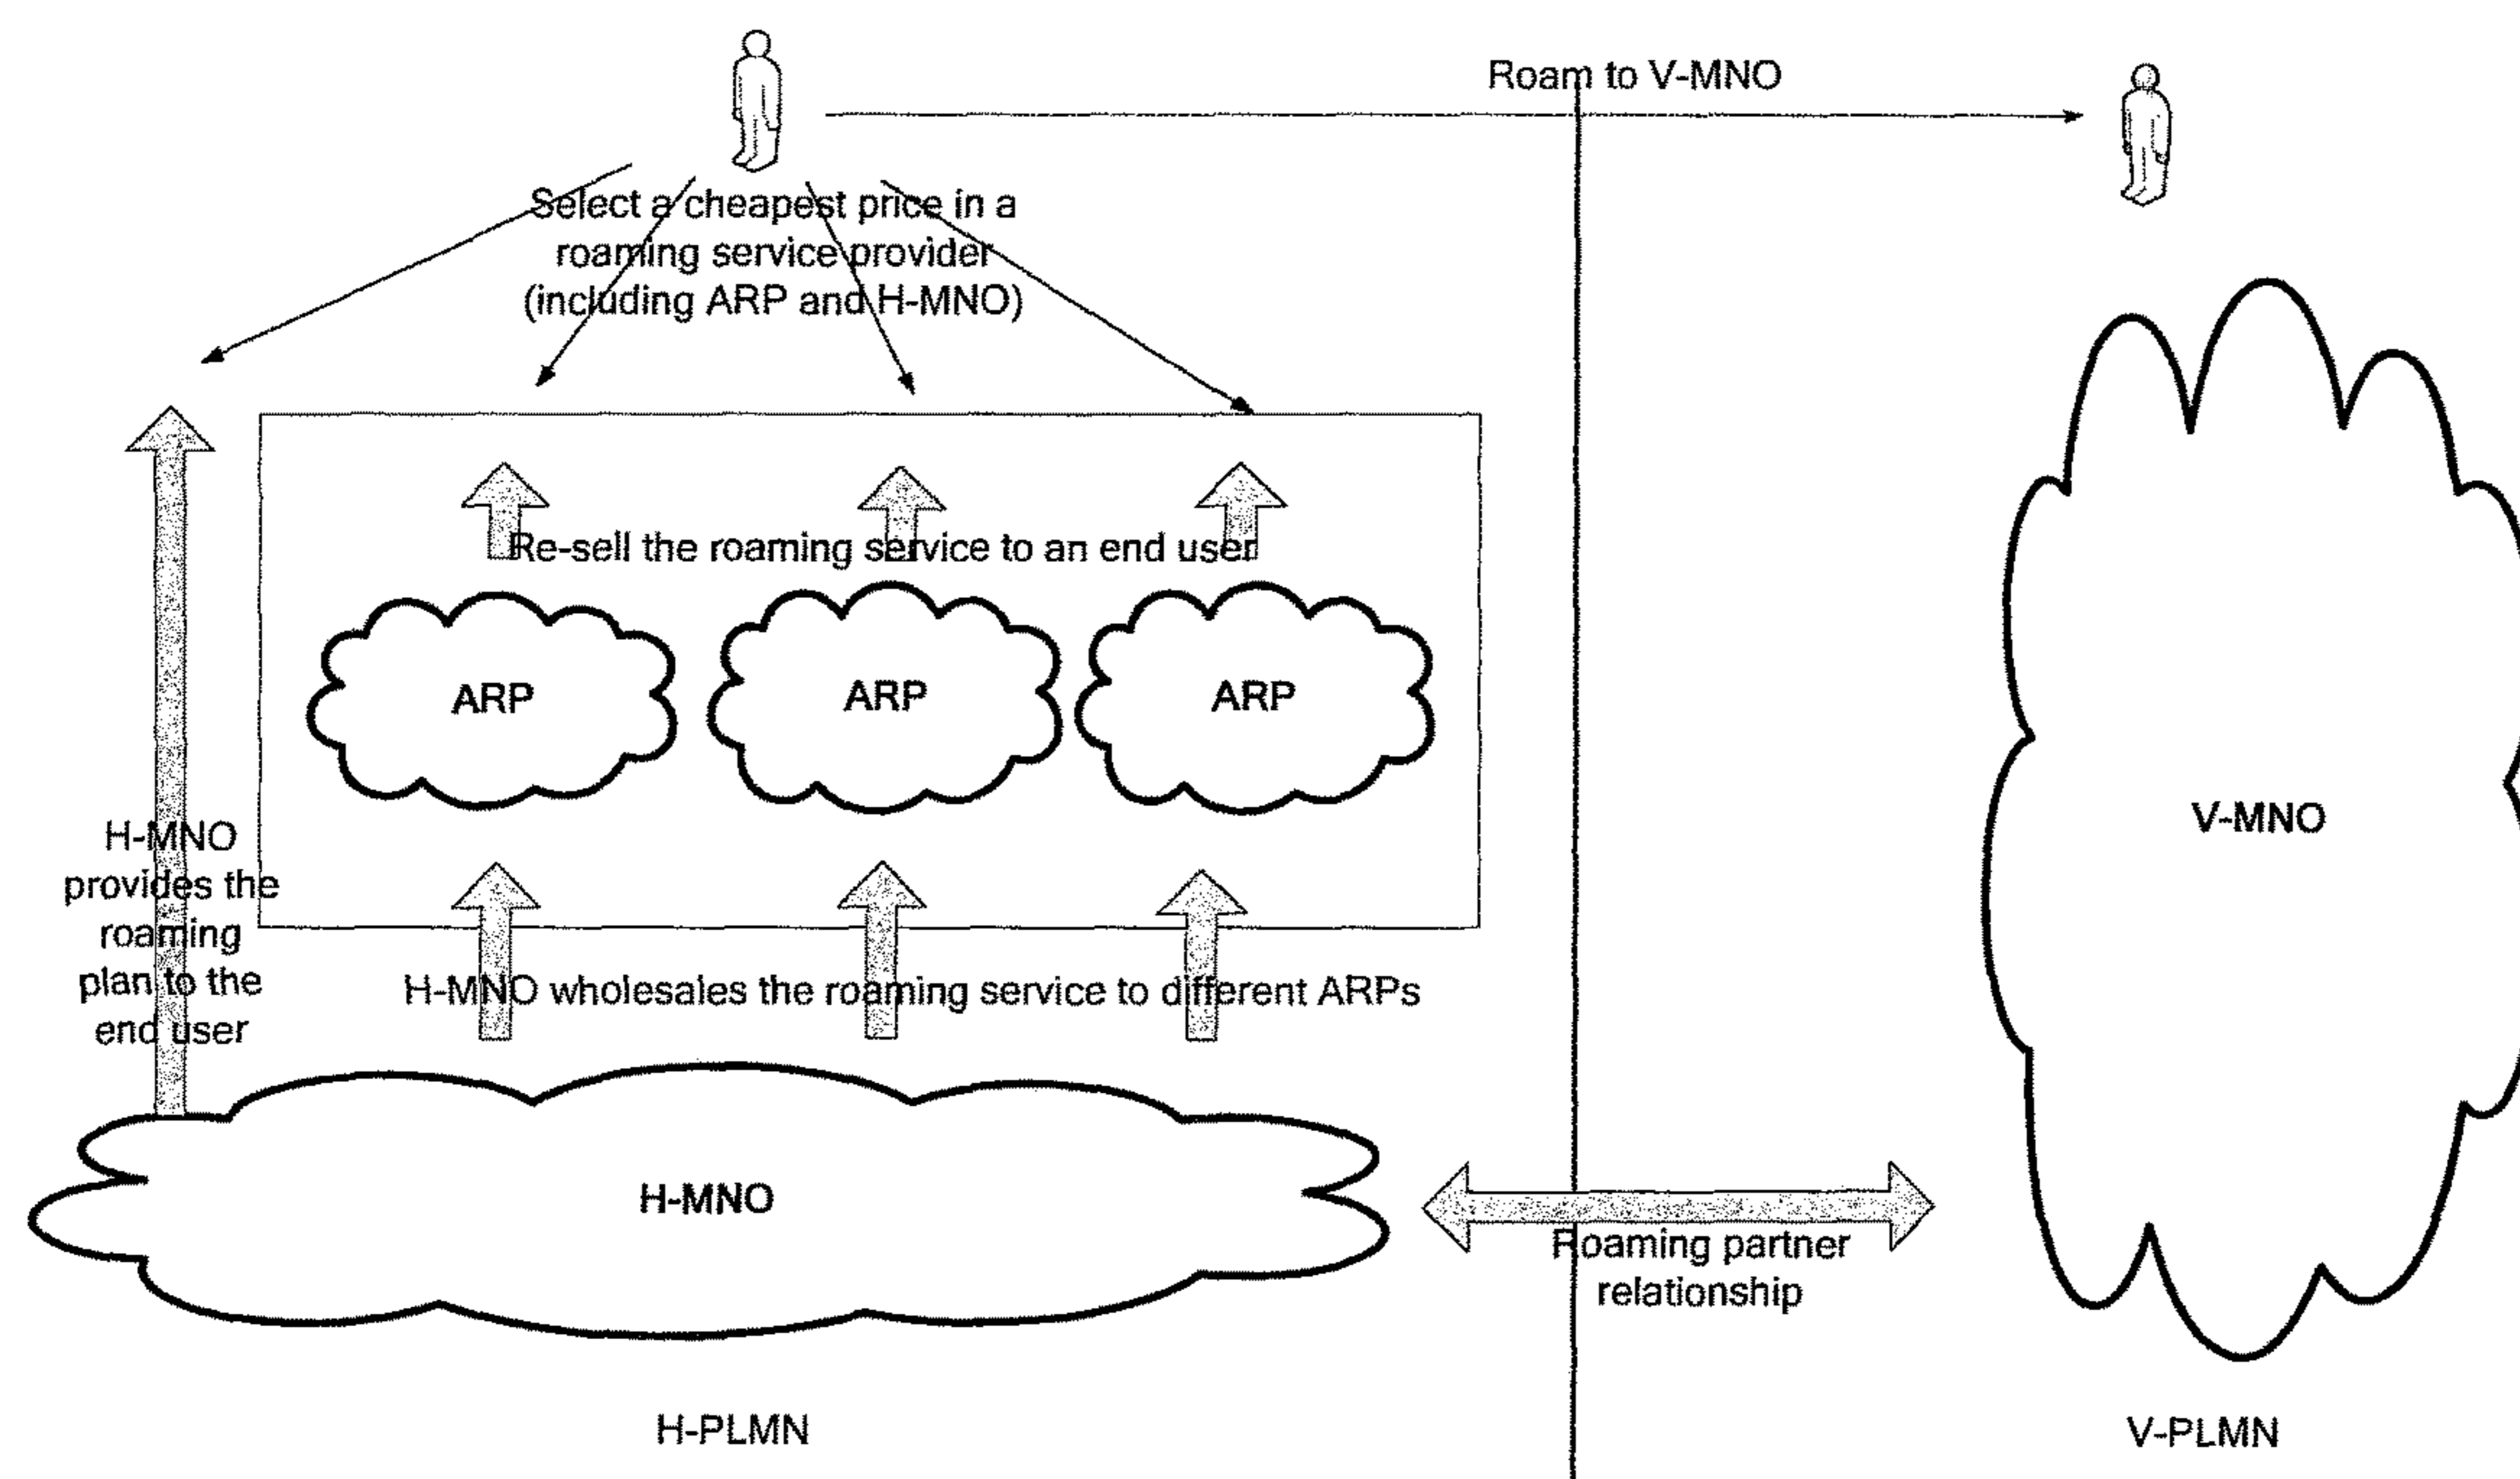 Roam to V-MNO
Select a cheapest price in a
roaming service provider
(including ARP and H-MNO)
Re-sell the roaming service to an end user
ARP
ARP
ARP
V-MNO
H-MNO
provides the
roaming
plan to the
end user
H-MNO wholesales the roaming service to different ARPs
H-MNO
Roaming partner
relationship
H-PLMN
V-PLMN